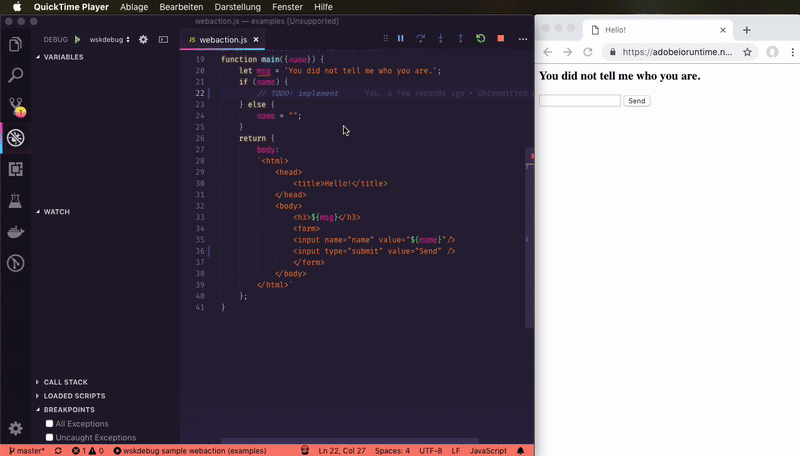 QuickTime Player Ablage Bearbeiten Darstellung Fenster Hilfe
webaction.js — examples [Unsupported]
DEBUG wskdebug
webaction.js
VARIABLES
WATCH
CALL STACK
LOADED SCRIPTS
BREAKPOINTS
All Exceptions
Uncaught Exceptions
19 function main({name}) {
20 let msg = 'You did not tell me who you are.';
21 if (name) {
22 // TODO: implement You, a few seconds ago • Uncommitted
23 } else {
24 name = "";
25 }
26 return {
27 body:
28 `<html>
29 <head>
30 <title>Hello!</title>
31 </head>
32 <body>
33 <h3>${msg}</h3>
34 <form>
35 <input name="name" value="${name}"/>
36 <input type="submit" value="Send" />
37 </form>
38 </body>
39 </html>`
40 };
41 }
master* 1 0 wskdebug sample webaction (examples) Ln 22, Col 27 Spaces: 4 UTF-8 LF JavaScript
Hello!
https://adobeioruntime.n...
You did not tell me who you are.
Send